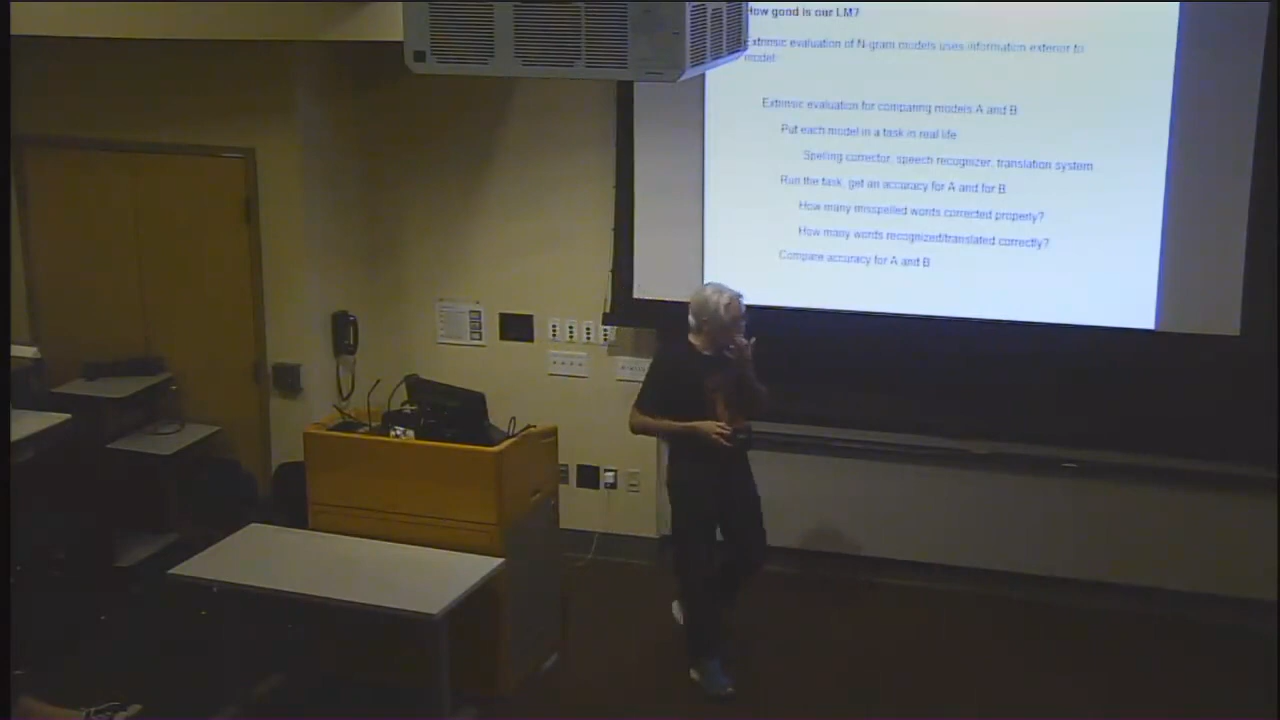 How good is our LM?
Extrinsic evaluation of N-gram models uses information exterior to
model:
Extrinsic evaluation for comparing models A and B
Put each model in a task in real life
Spelling corrector, speech recognizer, translation system
Run the task, get an accuracy for A and for B
How many misspelled words corrected properly?
How many words recognized/translated correctly?
Compare accuracy for A and B